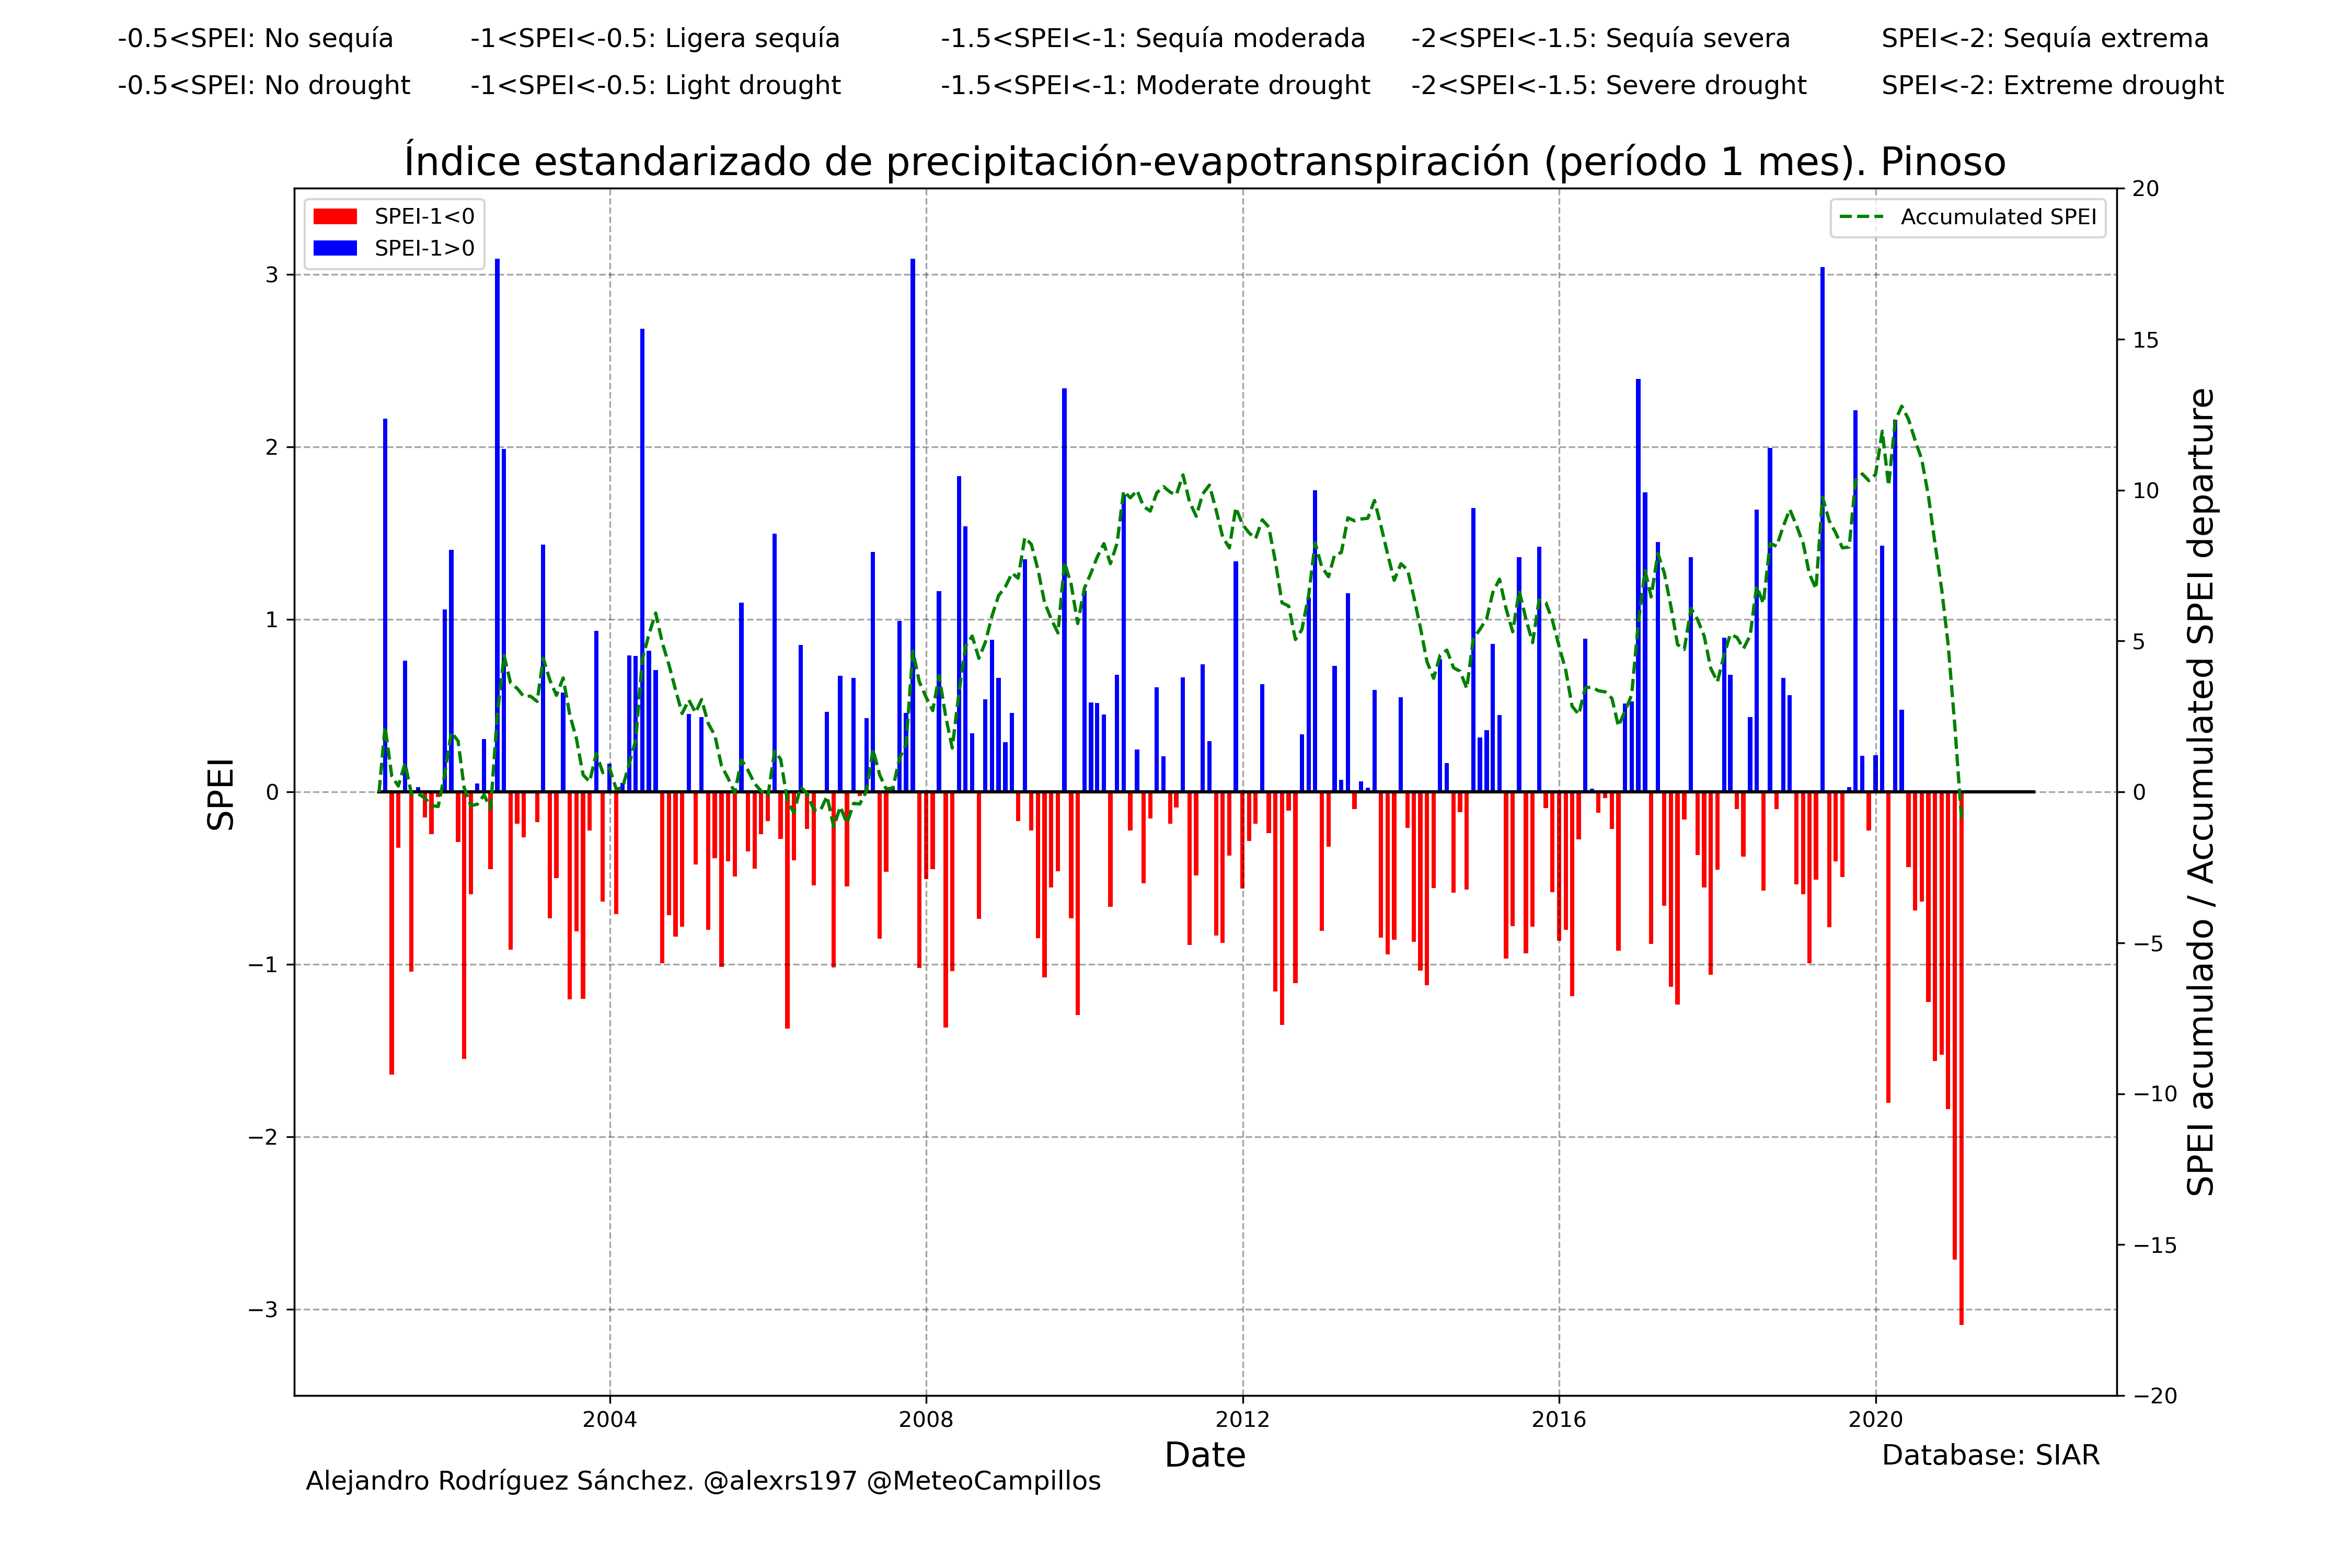 -0.5<SPEI: No sequía -1<SPEI<-0.5: Ligera sequía -1.5<SPEI<-1: Sequía moderada -2<SPEI<-1.5: Sequía severa SPEI<-2: Sequía extrema
-0.5<SPEI: No drought -1<SPEI<-0.5: Light drought -1.5<SPEI<-1: Moderate drought -2<SPEI<-1.5: Severe drought SPEI<-2: Extreme drought
Índice estandarizado de precipitación-evapotranspiración (período 1 mes). Pinoso
SPEI-1<0
SPEI-1>0
Accumulated SPEI
SPEI
3
2
1
0
−1
−2
−3
20
15
10
5
0
−5
−10
−15
−20
SPEI acumulado / Accumulated SPEI departure
2004 2008 2012 2016 2020
Date
Database: SIAR
Alejandro Rodríguez Sánchez. @alexrs197 @MeteoCampillos